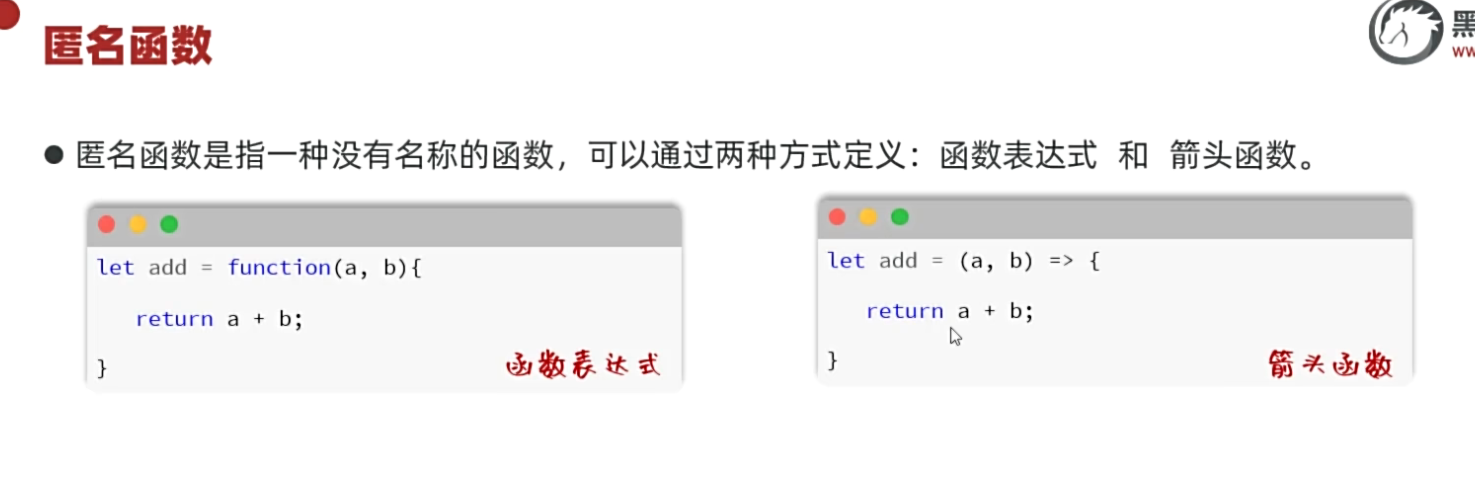 匿名函数
黑
ww
● 匿名函数是指一种没有名称的函数，可以通过两种方式定义：函数表达式 和 箭头函数。
let add = function(a, b){
return a + b;
}
函数表达式
let add = (a, b) => {
return a + b;
}
箭头函数